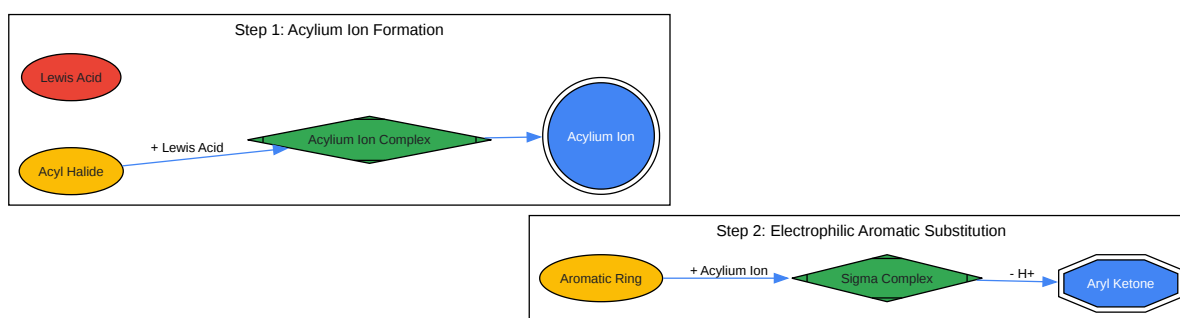 Step 1: Acylium Ion Formation
Lewis Acid
Acyl Halide
+ Lewis Acid
Acylium Ion Complex
Acylium Ion
Step 2: Electrophilic Aromatic Substitution
Aromatic Ring
+ Acylium Ion
Sigma Complex
- H+
Aryl Ketone